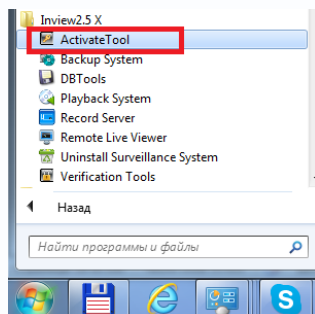 Inview2.5 X
ActivateTool
Backup System
DBTools
Playback System
Record Server
Remote Live Viewer
Uninstall Surveillance System
Verification Tools
Назад
Найти программы и файлы